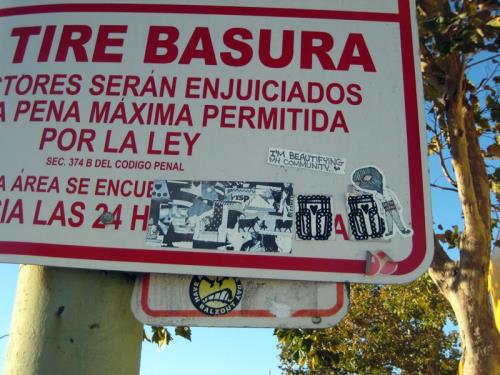 TIRE BASURA
CTORES SERÁN ENJUICIADOS
A PENA MÁXIMA PERMITIDA
POR LA LEY
SEC. 374 B DEL CODIGO PENAL
A ÁREA SE ENCUE
CIA LAS 24 H A
I'M BEAUTIFYING
MY COMMUNITY.